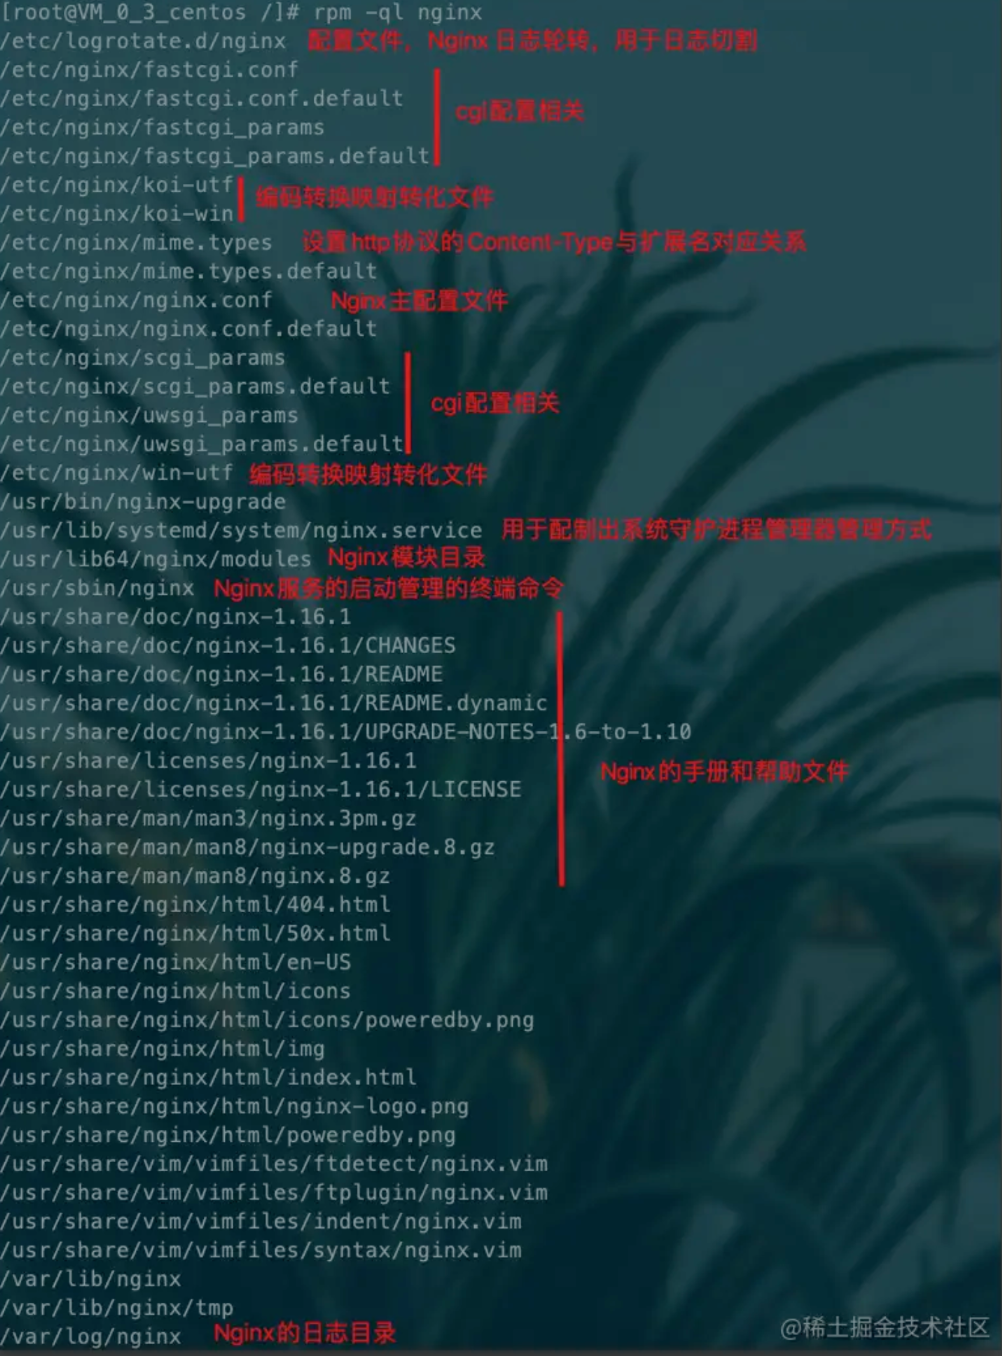 [root@VM_0_3_centos /]# rpm -ql nginx
/etc/logrotate.d/nginx 配置文件，Nginx 日志轮转，用于日志切割
/etc/nginx/fastcgi.conf
/etc/nginx/fastcgi.conf.default
cgi配置相关
/etc/nginx/fastcgi_params
/etc/nginx/fastcgi_params.default
/etc/nginx/koi-utf
编码转换映射转化文件
/etc/nginx/koi-win
/etc/nginx/mime.types 设置http协议的Content-Type与扩展名对应关系
/etc/nginx/mime.types.default
/etc/nginx/nginx.conf Nginx主配置文件
/etc/nginx/nginx.conf.default
/etc/nginx/scgi_params
/etc/nginx/scgi_params.default
cgi配置相关
/etc/nginx/uwsgi_params
/etc/nginx/uwsgi_params.default
/etc/nginx/win-utf 编码转换映射转化文件
/usr/bin/nginx-upgrade
/usr/lib/systemd/system/nginx.service 用于配制出系统守护进程管理器管理方式
/usr/lib64/nginx/modules Nginx模块目录
/usr/sbin/nginx Nginx服务的启动管理的终端命令
/usr/share/doc/nginx-1.16.1
/usr/share/doc/nginx-1.16.1/CHANGES
/usr/share/doc/nginx-1.16.1/README
/usr/share/doc/nginx-1.16.1/README.dynamic
/usr/share/doc/nginx-1.16.1/UPGRADE-NOTES-1.6-to-1.10
/usr/share/licenses/nginx-1.16.1
Nginx的手册和帮助文件
/usr/share/licenses/nginx-1.16.1/LICENSE
/usr/share/man/man3/nginx.3pm.gz
/usr/share/man/man8/nginx-upgrade.8.gz
/usr/share/man/man8/nginx.8.gz
/usr/share/nginx/html/404.html
/usr/share/nginx/html/50x.html
/usr/share/nginx/html/en-US
/usr/share/nginx/html/icons
/usr/share/nginx/html/icons/poweredby.png
/usr/share/nginx/html/img
/usr/share/nginx/html/index.html
/usr/share/nginx/html/nginx-logo.png
/usr/share/nginx/html/poweredby.png
/usr/share/vim/vimfiles/ftdetect/nginx.vim
/usr/share/vim/vimfiles/ftplugin/nginx.vim
/usr/share/vim/vimfiles/indent/nginx.vim
/usr/share/vim/vimfiles/syntax/nginx.vim
/var/lib/nginx
/var/lib/nginx/tmp
/var/log/nginx Nginx的日志目录
@稀土掘金技术社区